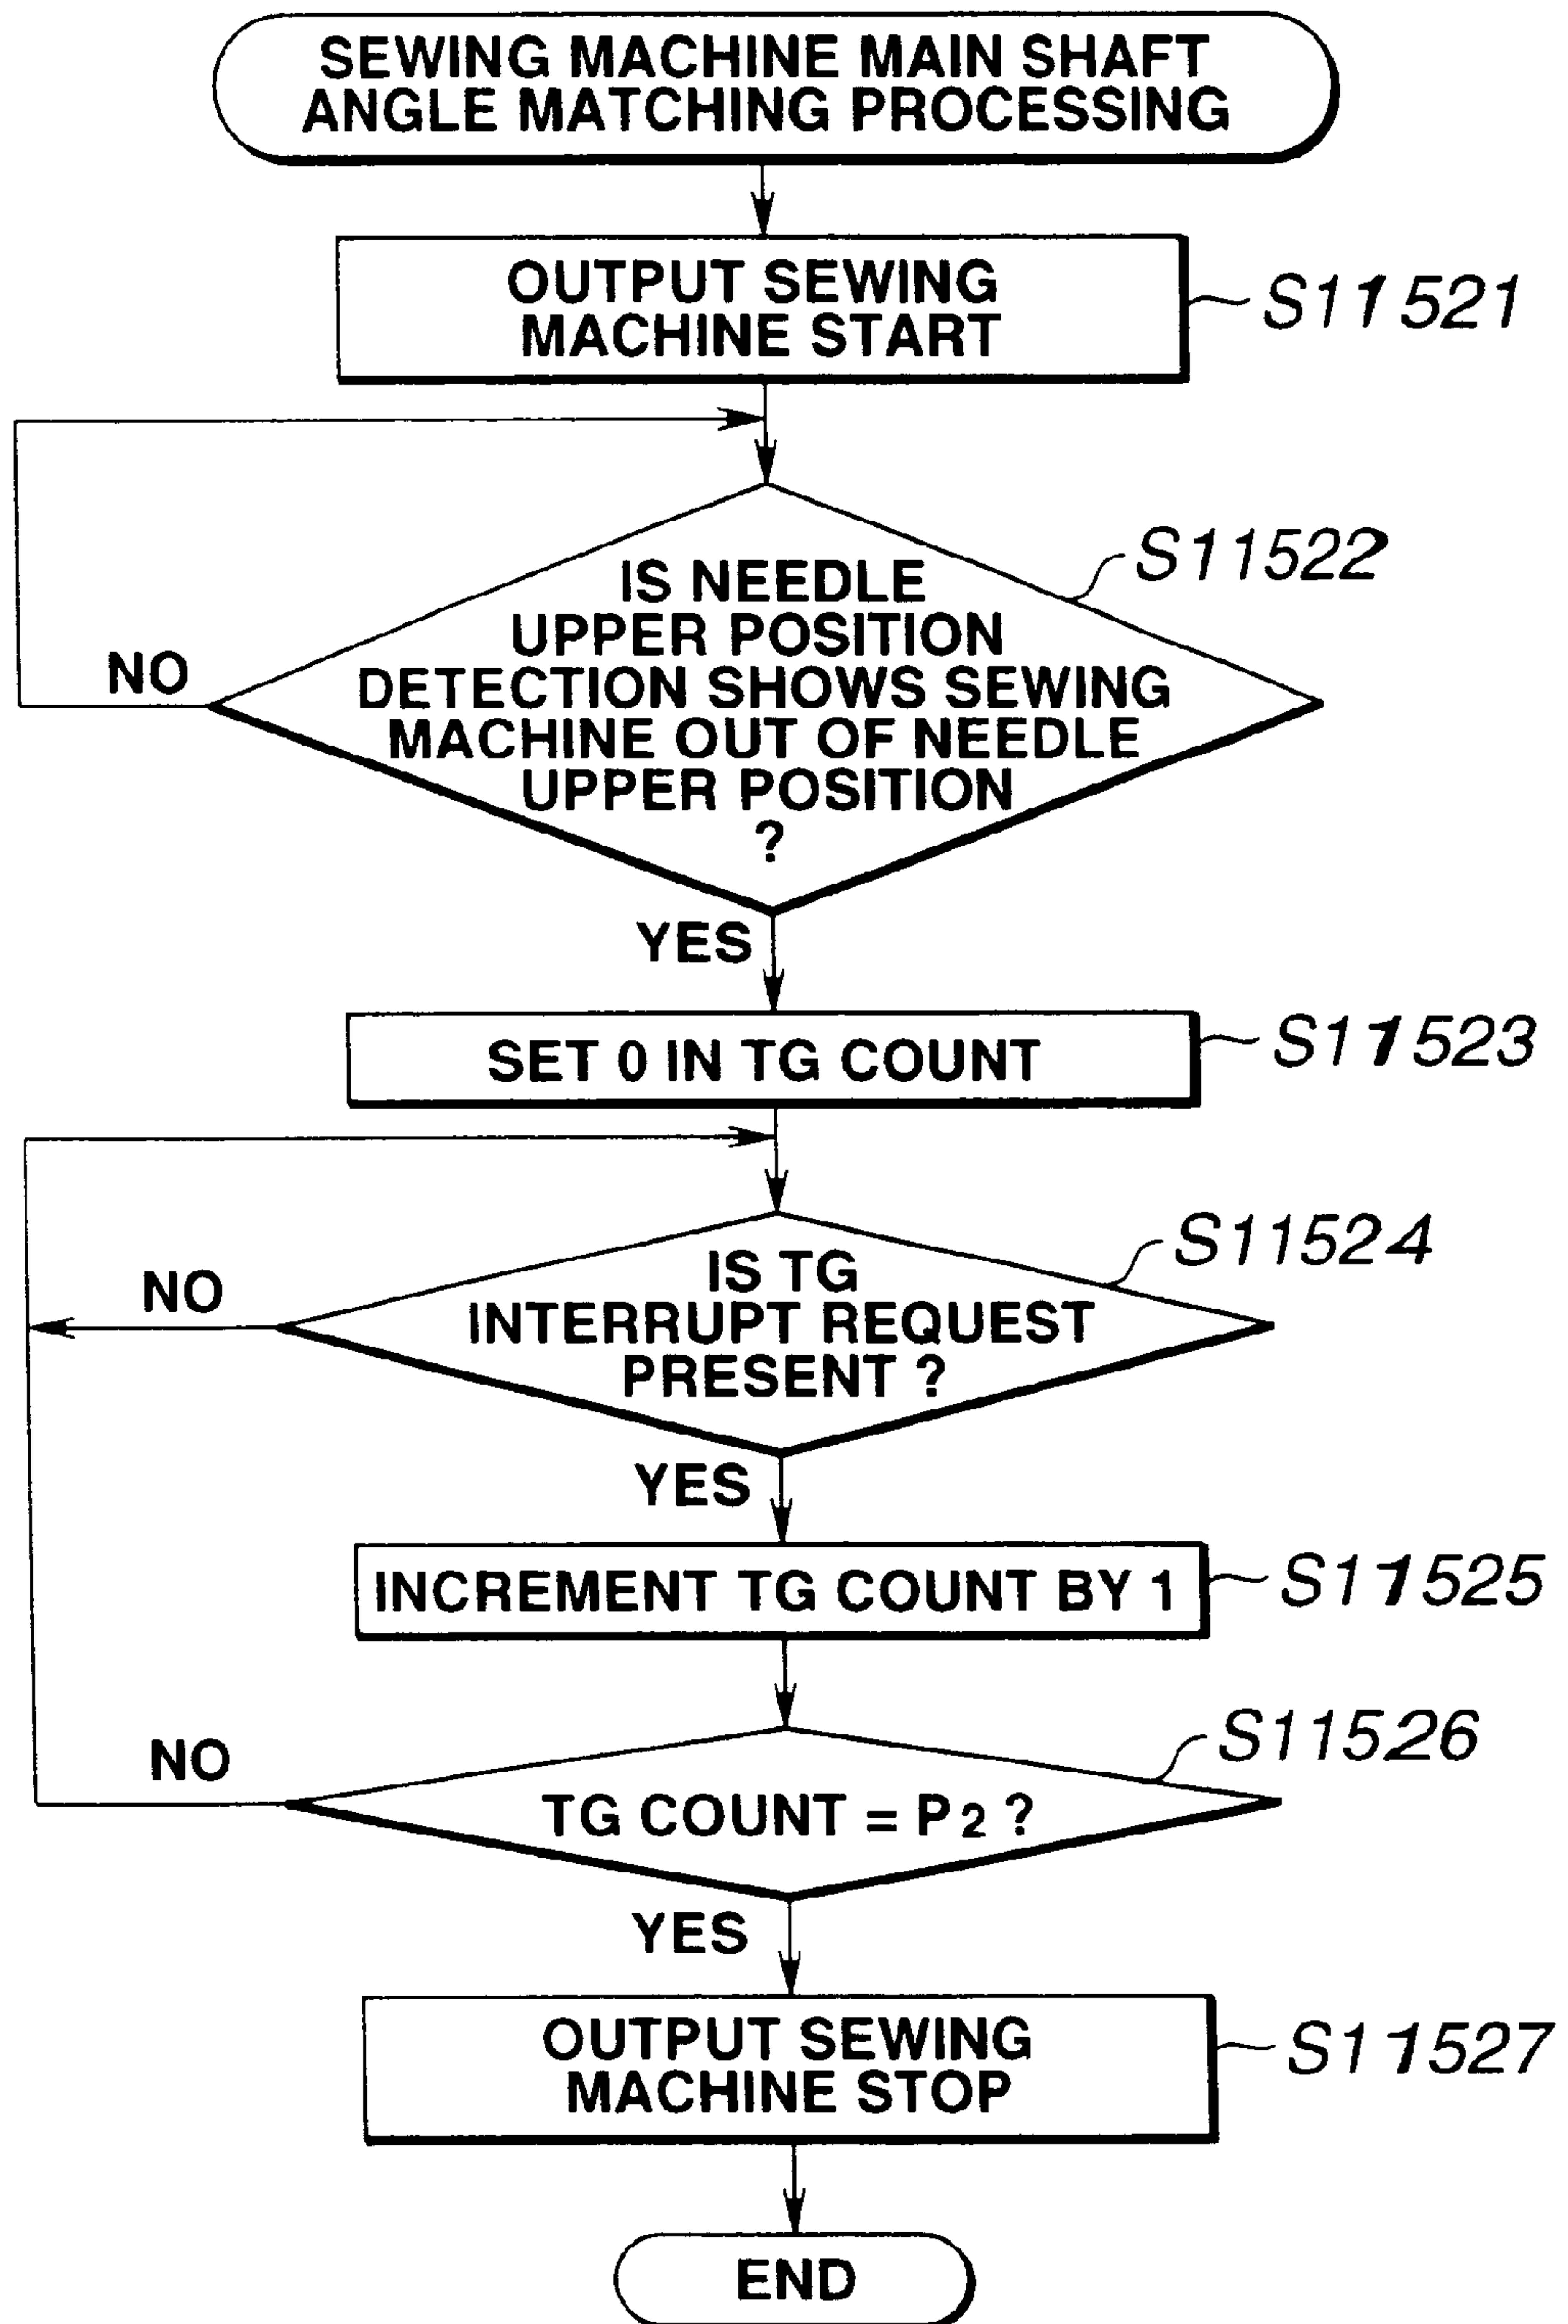 SEWING MACHINE MAIN SHAFT
ANGLE MATCHING PROCESSING
OUTPUT SEWING
MACHINE START
S11521
S11522
IS NEEDLE
UPPER POSITION
DETECTION SHOWS SEWING
MACHINE OUT OF NEEDLE
UPPER POSITION
?
NO
YES
SET 0 IN TG COUNT
S11523
S11524
IS TG
INTERRUPT REQUEST
PRESENT ?
NO
YES
INCREMENT TG COUNT BY 1
S11525
S11526
NO
TG COUNT = P2 ?
YES
OUTPUT SEWING
MACHINE STOP
S11527
END